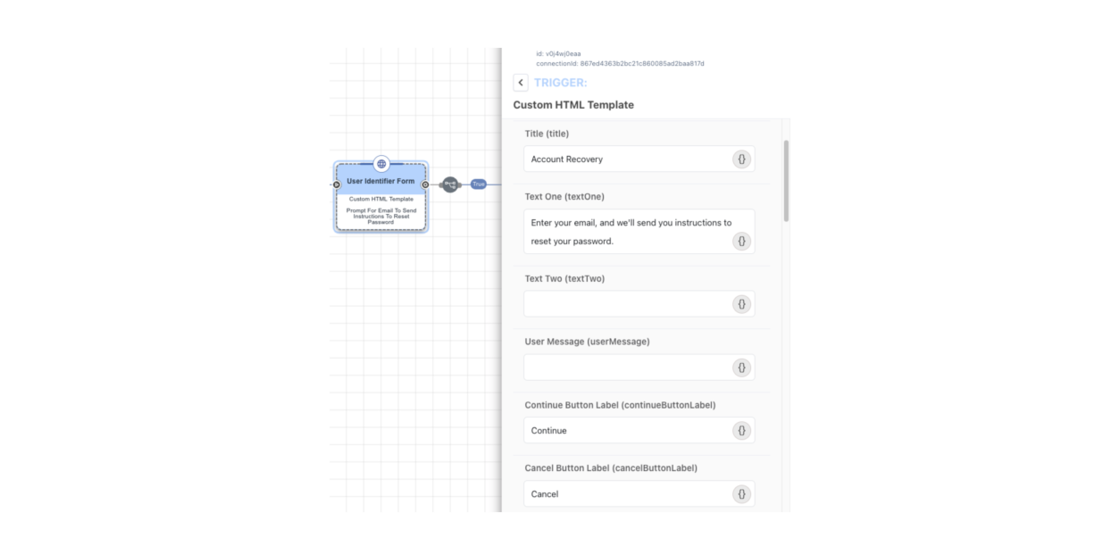 id: v0j4wj0eaa
connectionId: 867ed4363b2bc21c860085ad2baa817d
TRIGGER:
Custom HTML Template
Title (title)
Account Recovery
{}
Text One (textOne)
Enter your email, and we'll send you instructions to
reset your password.
{}
Text Two (textTwo)
{}
User Message (userMessage)
{}
Continue Button Label (continueButtonLabel)
Continue
{}
Cancel Button Label (cancelButtonLabel)
Cancel
{}
User Identifier Form
Custom HTML Template
Prompt For Email To Send
Instructions To Reset
Password
True